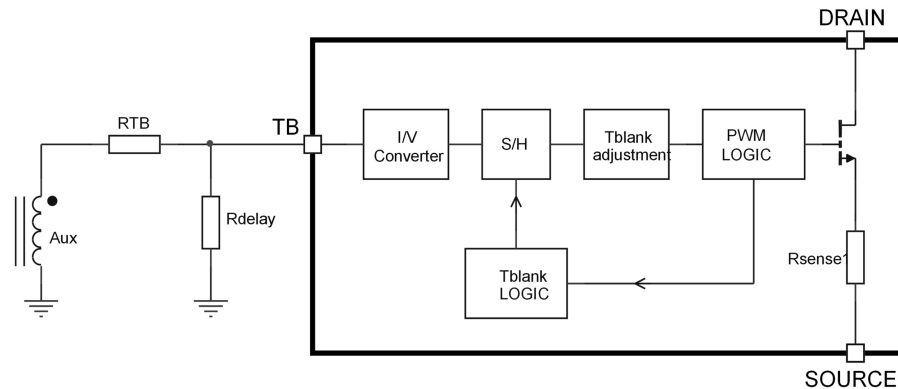 DRAIN
RTB
TB
I/V
Converter
S/H
Tblank
adjustment
PWM
LOGIC
Aux
Rdelay
Tblank
LOGIC
Rsense1
SOURCE